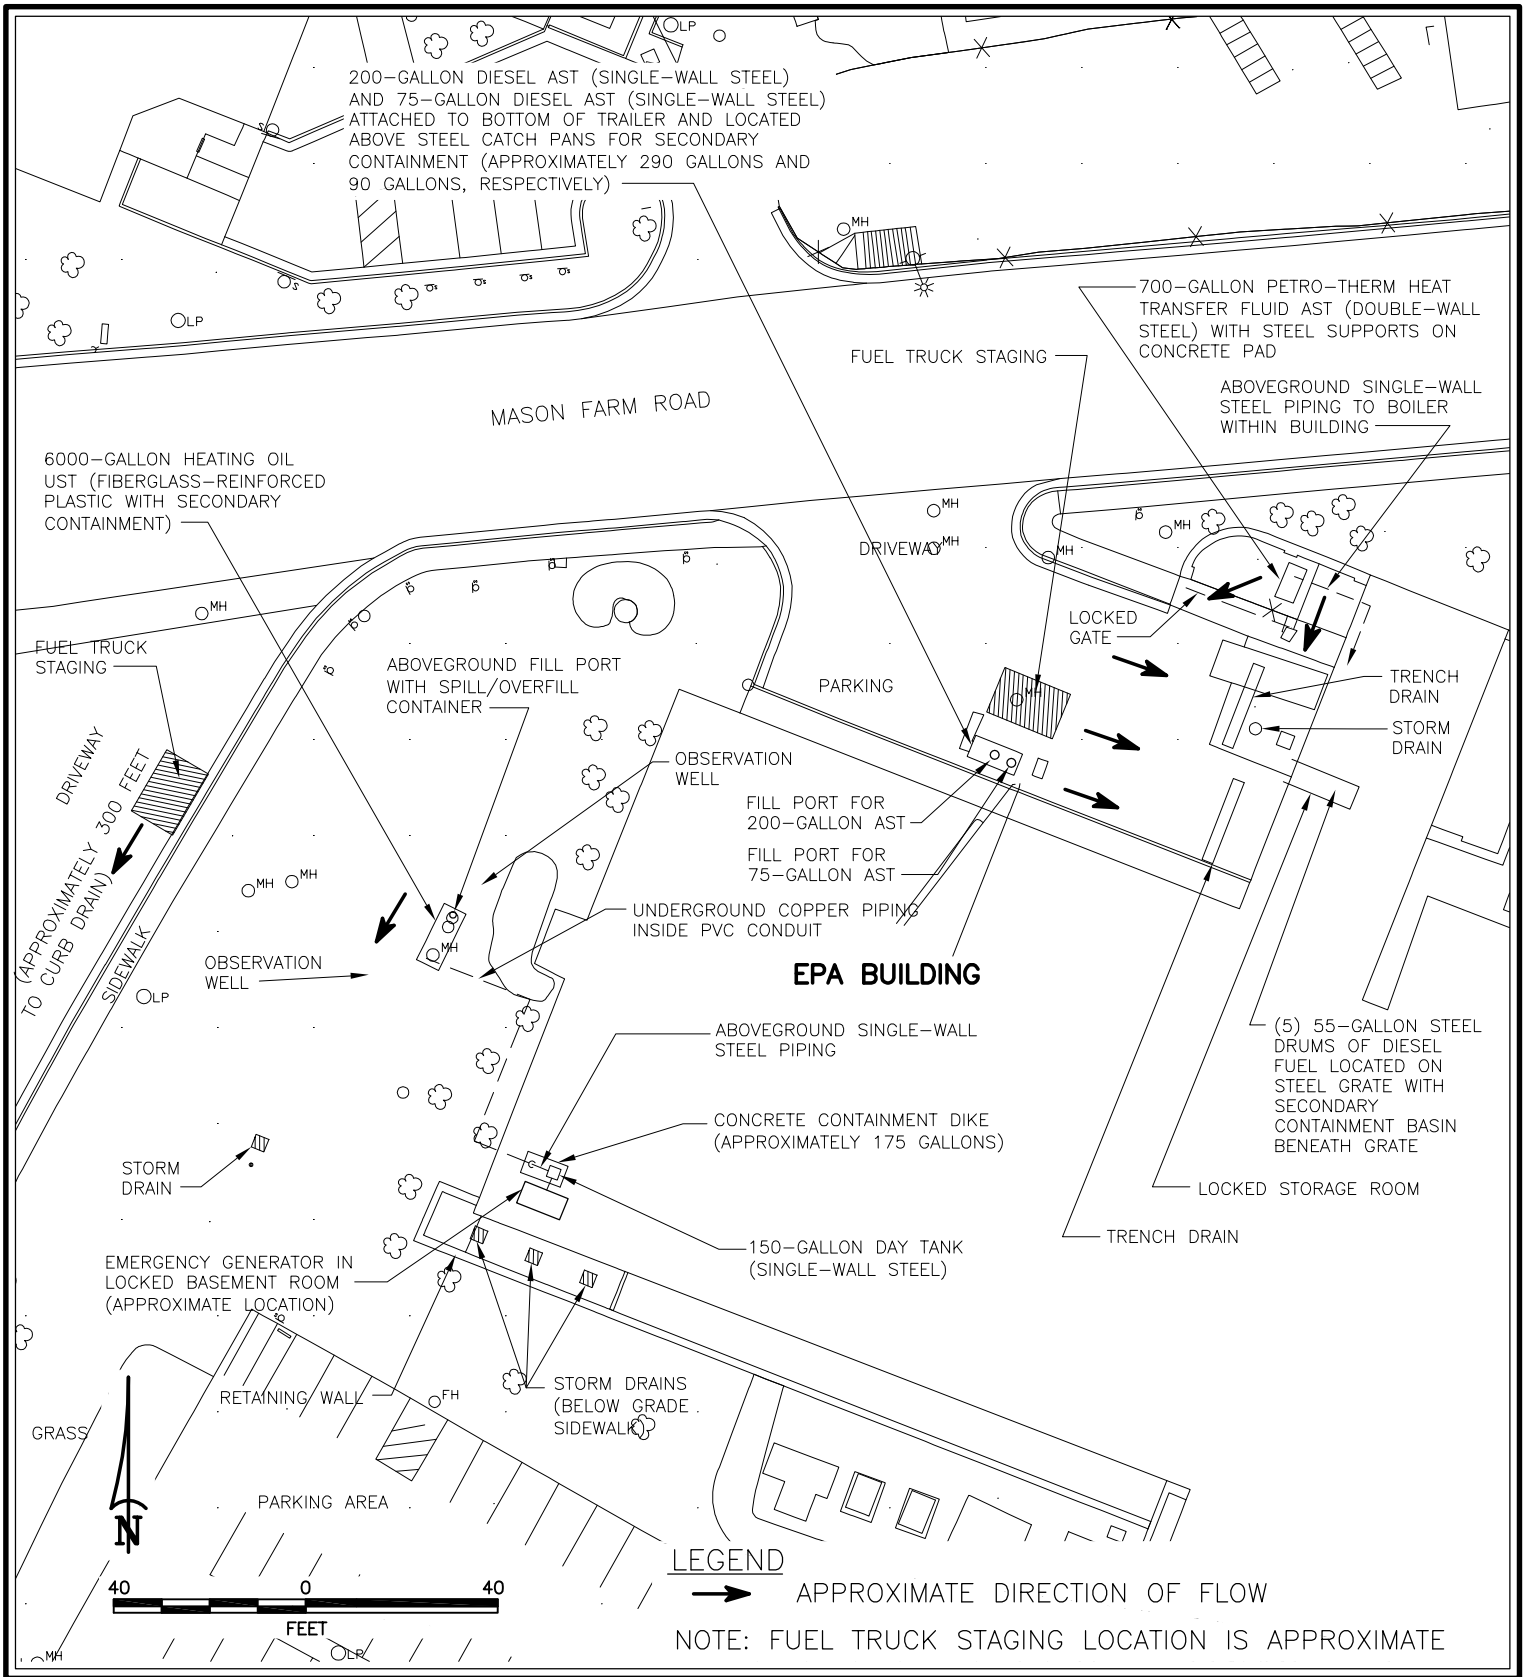 LP
200-GALLON DIESEL AST (SINGLE-WALL STEEL)
AND 75-GALLON DIESEL AST (SINGLE-WALL STEEL)
ATTACHED TO BOTTOM OF TRAILER AND LOCATED
ABOVE STEEL CATCH PANS FOR SECONDARY
CONTAINMENT (APPROXIMATELY 290 GALLONS AND
90 GALLONS, RESPECTIVELY)
MH
LP
700-GALLON PETRO-THERM HEAT
TRANSFER FLUID AST (DOUBLE-WALL
STEEL) WITH STEEL SUPPORTS ON
CONCRETE PAD
FUEL TRUCK STAGING
ABOVEGROUND SINGLE-WALL
STEEL PIPING TO BOILER
WITHIN BUILDING
MASON FARM ROAD
6000-GALLON HEATING OIL
UST (FIBERGLASS-REINFORCED
PLASTIC WITH SECONDARY
CONTAINMENT)
MH
MH
DRIVEWAY
MH
MH
MH
LOCKED
GATE
FUEL TRUCK
STAGING
ABOVEGROUND FILL PORT
WITH SPILL/OVERFILL
CONTAINER
PARKING
MH
TRENCH
DRAIN
STORM
DRAIN
DRIVEWAY
(APPROXIMATELY 300 FEET
TO CURB DRAIN)
SIDEWALK
OBSERVATION
WELL
FILL PORT FOR
200-GALLON AST
FILL PORT FOR
75-GALLON AST
MH
MH
UNDERGROUND COPPER PIPING
INSIDE PVC CONDUIT
MH
OBSERVATION
WELL
LP
EPA BUILDING
ABOVEGROUND SINGLE-WALL
STEEL PIPING
(5) 55-GALLON STEEL
DRUMS OF DIESEL
FUEL LOCATED ON
STEEL GRATE WITH
SECONDARY
CONTAINMENT BASIN
BENEATH GRATE
CONCRETE CONTAINMENT DIKE
(APPROXIMATELY 175 GALLONS)
STORM
DRAIN
LOCKED STORAGE ROOM
TRENCH DRAIN
150-GALLON DAY TANK
(SINGLE-WALL STEEL)
EMERGENCY GENERATOR IN
LOCKED BASEMENT ROOM
(APPROXIMATE LOCATION)
RETAINING WALL
FH
STORM DRAINS
(BELOW GRADE
SIDEWALK)
GRASS
PARKING AREA
N
40 0 40
FEET
LEGEND
APPROXIMATE DIRECTION OF FLOW
NOTE: FUEL TRUCK STAGING LOCATION IS APPROXIMATE
MH
LP